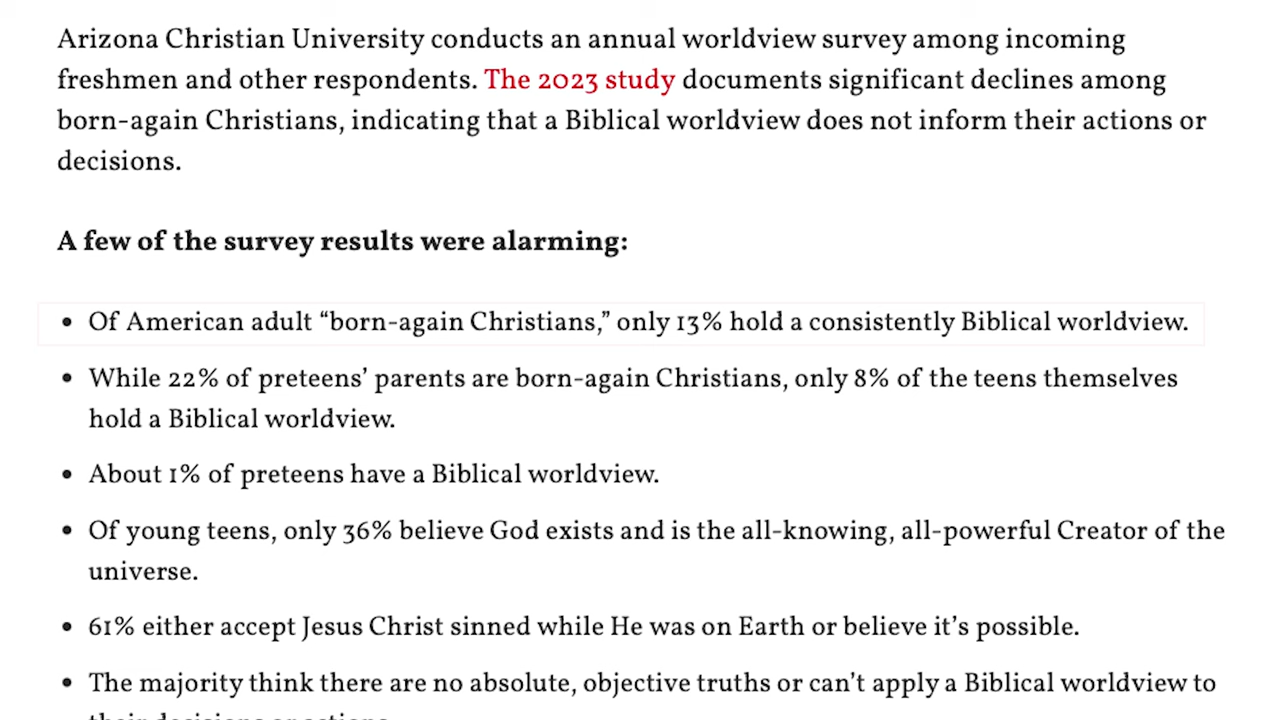 Arizona Christian University conducts an annual worldview survey among incoming
freshmen and other respondents. The 2023 study documents significant declines among
born-again Christians, indicating that a Biblical worldview does not inform their actions or
decisions.
A few of the survey results were alarming:
• Of American adult “born-again Christians,” only 13% hold a consistently Biblical worldview.
• While 22% of preteens’ parents are born-again Christians, only 8% of the teens themselves
hold a Biblical worldview.
• About 1% of preteens have a Biblical worldview.
• Of young teens, only 36% believe God exists and is the all-knowing, all-powerful Creator of the
universe.
• 61% either accept Jesus Christ sinned while He was on Earth or believe it’s possible.
• The majority think there are no absolute, objective truths or can’t apply a Biblical worldview to
their decisions or actions.